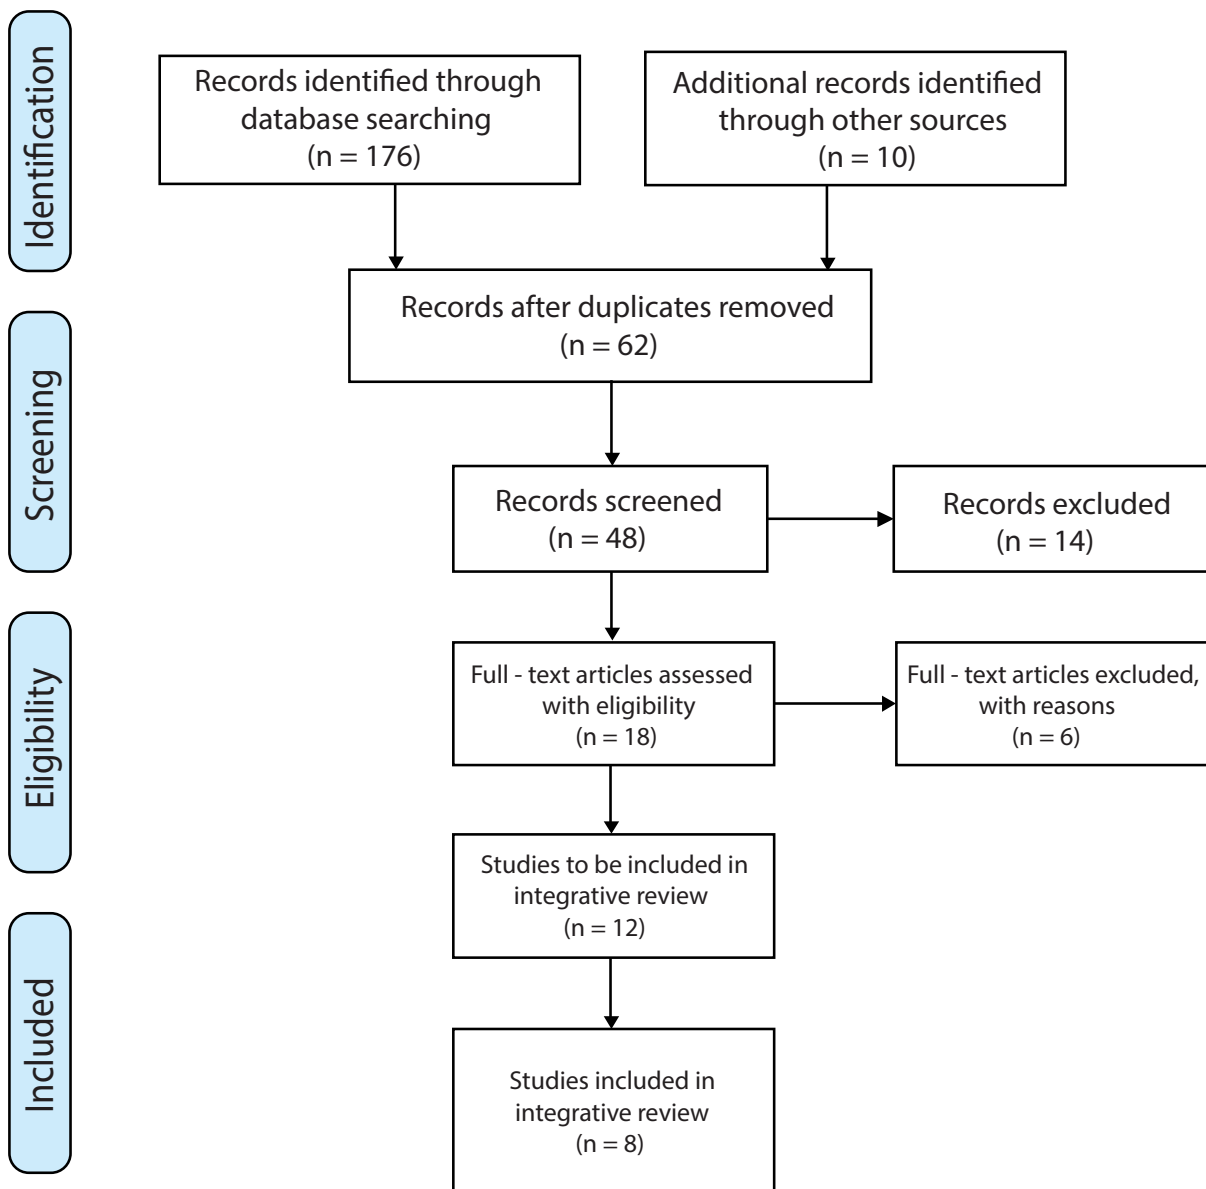 Identification
Records identified through
database searching
(n = 176)
Additional records identified
through other sources
(n = 10)
Records after duplicates removed
(n = 62)
Screening
Records screened
(n = 48)
Records excluded
(n = 14)
Eligibility
Full - text articles assessed
with eligibility
(n = 18)
Full - text articles excluded,
with reasons
(n = 6)
Studies to be included in
integrative review
(n = 12)
Included
Studies included in
integrative review
(n = 8)